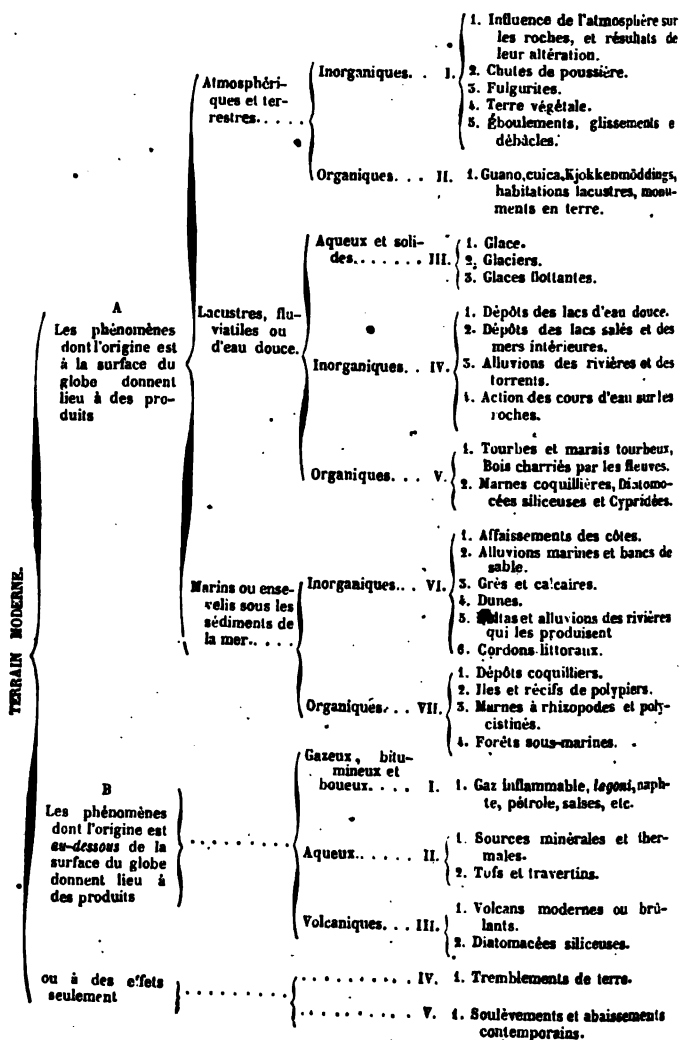 TERRAIN MODERNE.
A
Les phénomènes
dont l'origine est
à la surface du
globe donnent
lieu à des pro-
duits
Atmosphéri-
ques et ter-
restres.....
Inorganiques. . I.
1. Influence de l'atmosphère sur
les roches, et résultats de
leur altération.
2. Chutes de poussière.
3. Fulgurites.
4. Terre végétale.
5. Éboulements, glissements e
débâcles.
Organiques. . . II.
1. Guano, cuica, Kjokkenmöddings,
habitations lacustres, monu-
ments en terre.
Lacustres, flu-
viatiles ou
d'eau douce.
Aqueux et soli-
des....... III.
1. Glace.
2. Glaciers.
3. Glaces flottantes.
Inorganiques. . IV.
1. Dépôts des lacs d'eau douce.
2. Dépôts des lacs salés et des
mers intérieures.
3. Alluvions des rivières et des
torrents.
4. Action des cours d'eau sur les
roches.
Organiques. . . V.
1. Tourbes et marais tourbeux,
Bois charriés par les fleuves.
2. Marnes coquillières, Diatomo-
cées siliceuses et Cypridées.
Marins ou ense-
velis sous les
sédiments de
la mer.....
Inorganiques. . . VI.
1. Affaissements des côtes.
2. Alluvions marines et bancs de
sable.
3. Grès et calcaires.
4. Dunes.
5. Deltas et alluvions des rivières
qui les produisent
6. Cordons littoraux.
Organiques. . . VII.
1. Dépôts coquilliers.
2. Iles et récifs de polypiers.
3. Marnes à rhizopodes et poly-
cistinés.
4. Forêts sous-marines.
B
Les phénomènes
dont l'origine est
au-dessous de la
surface du globe
donnent lieu à
des produits
Gazeux, bitu-
mineux et
boueux..... I.
1. Gaz inflammable, lagoni, naph-
te, pétrole, salses, etc.
Aqueux...... II.
1. Sources minérales et ther-
males.
2. Tufs et travertins.
Volcaniques. . . III.
1. Volcans modernes ou brû-
lants.
2. Diatomacées siliceuses.
ou à des effets
seulement
IV. 1. Tremblements de terre.
V. 1. Soulèvements et abaissements
contemporains.